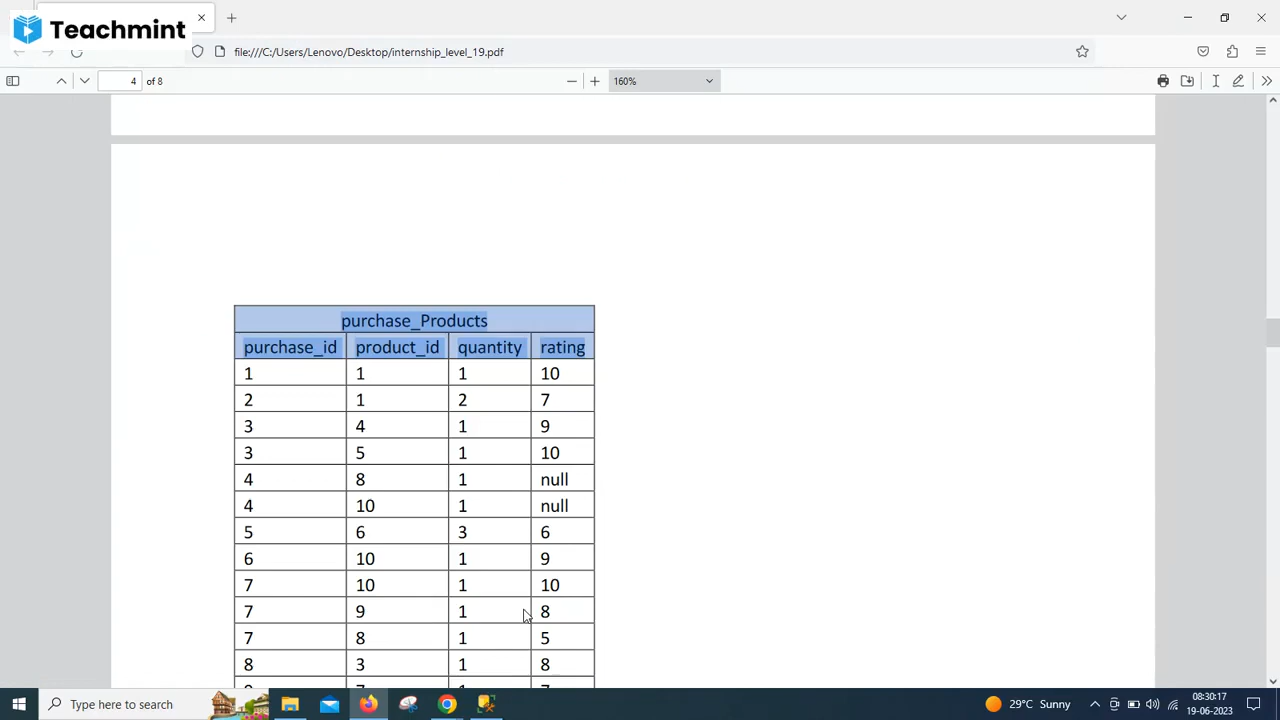 Teachmint
file:///C:/Users/Lenovo/Desktop/internship_level_19.pdf
4 of 8
160%
purchase_Products
purchase_id product_id quantity rating
1 1 1 10
2 1 2 7
3 4 1 9
3 5 1 10
4 8 1 null
4 10 1 null
5 6 3 6
6 10 1 9
7 10 1 10
7 9 1 8
7 8 1 5
8 3 1 8
Type here to search
29°C Sunny
08:30:17
19-06-2023